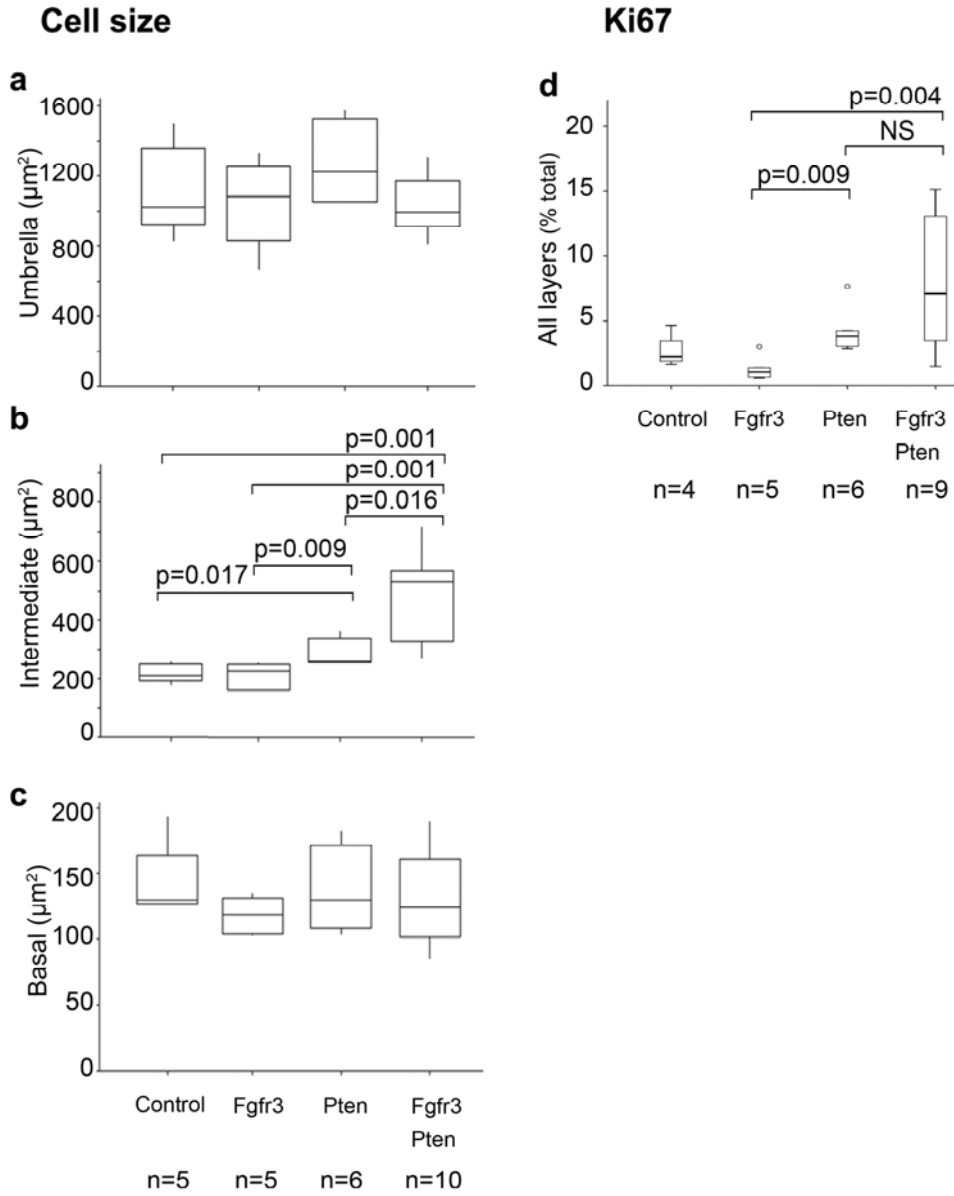 Cell size
Ki67
a
Umbrella (µm²)
1600
1200
800
400
0
b
Intermediate (µm²)
800
600
400
200
0
p=0.001
p=0.001
p=0.016
p=0.009
p=0.017
c
Basal (µm²)
200
150
100
50
0
Control Fgfr3 Pten Fgfr3
Pten
n=5 n=5 n=6 n=10
d
All layers (% total)
20
15
10
5
0
p=0.004
NS
p=0.009
Control Fgfr3 Pten Fgfr3
Pten
n=4 n=5 n=6 n=9